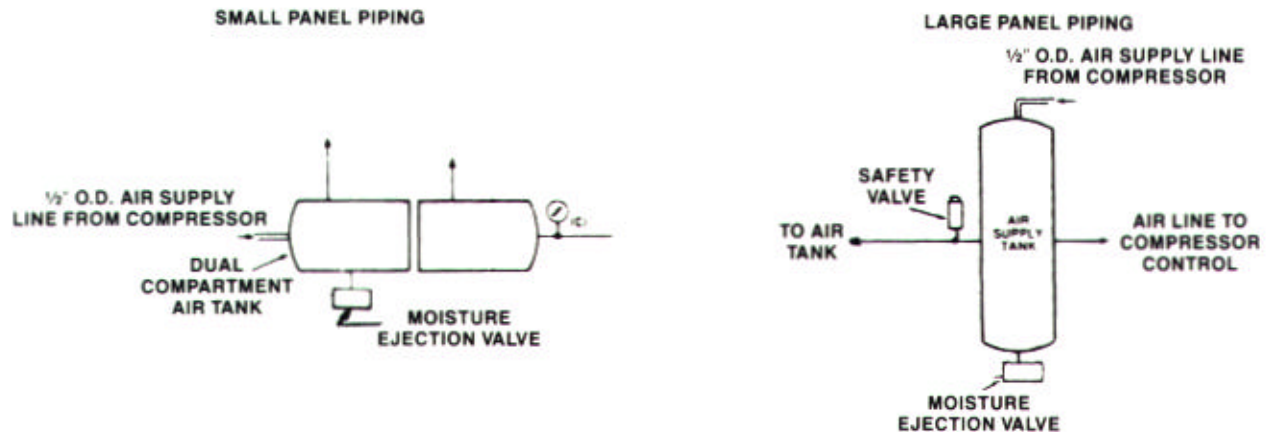 SMALL PANEL PIPING
½" O.D. AIR SUPPLY
LINE FROM COMPRESSOR
DUAL
COMPARTMENT
AIR TANK
MOISTURE
EJECTION VALVE
LARGE PANEL PIPING
½" O.D. AIR SUPPLY LINE
FROM COMPRESSOR
SAFETY
VALVE
TO AIR
TANK
AIR
SUPPLY
TANK
AIR LINE TO
COMPRESSOR
CONTROL
MOISTURE
EJECTION VALVE